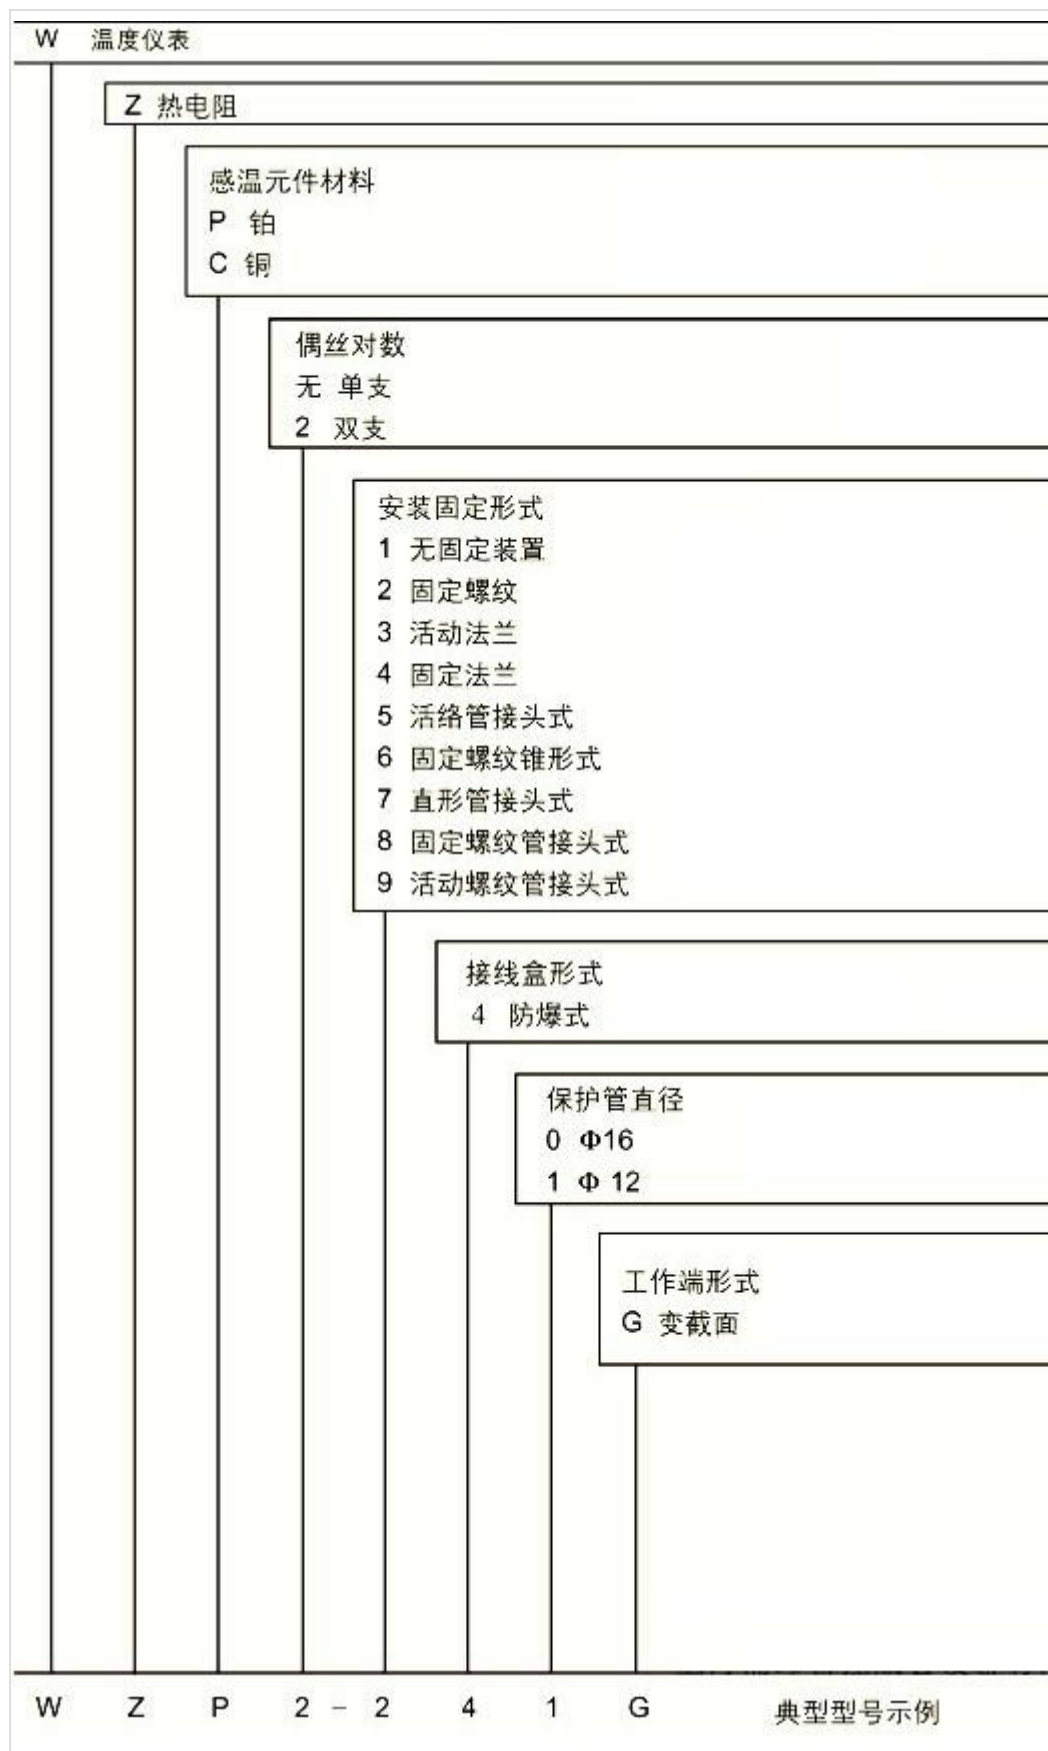 W 温度仪表
Z 热电阻
感温元件材料
P 铂
C 铜
偶丝对数
无 单支
2 双支
安装固定形式
1 无固定装置
2 固定螺纹
3 活动法兰
4 固定法兰
5 活络管接头式
6 固定螺纹锥形式
7 直形管接头式
8 固定螺纹管接头式
9 活动螺纹管接头式
接线盒形式
4 防爆式
保护管直径
0 Φ16
1 Φ 12
工作端形式
G 变截面
W Z P 2 - 2 4 1 G 典型型号示例